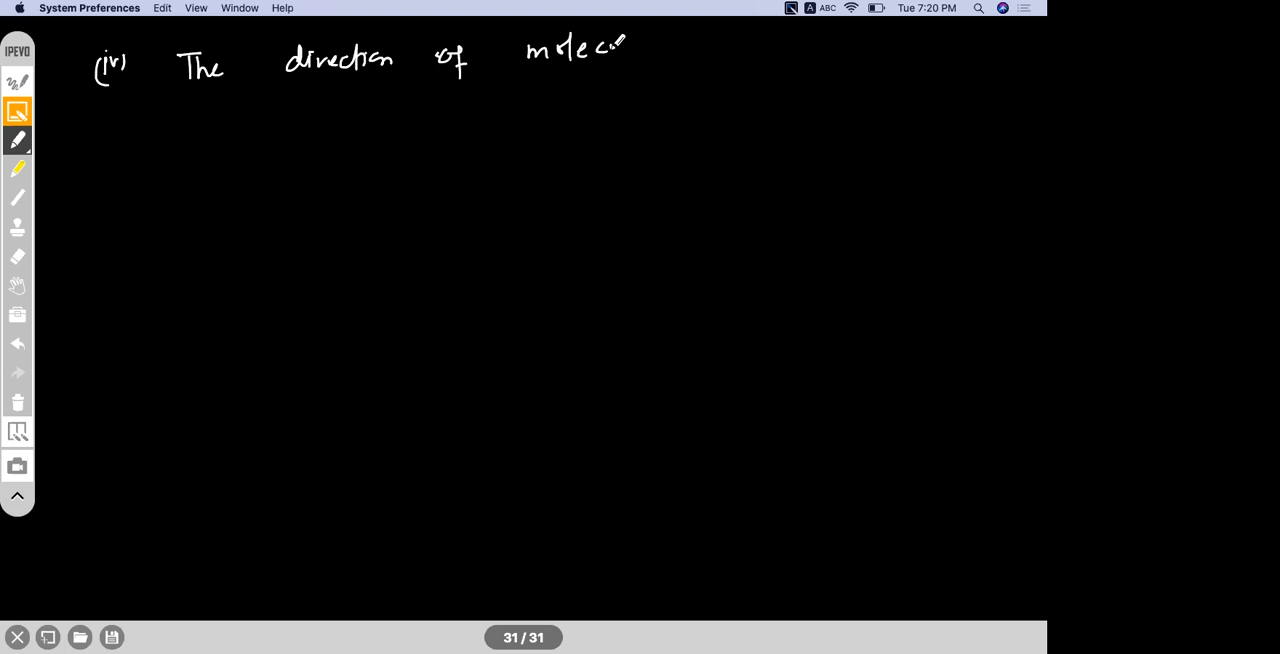 System Preferences Edit View Window Help A ABC Tue 7:20 PM
IPEVO
(iv) The direction of molec
31 / 31